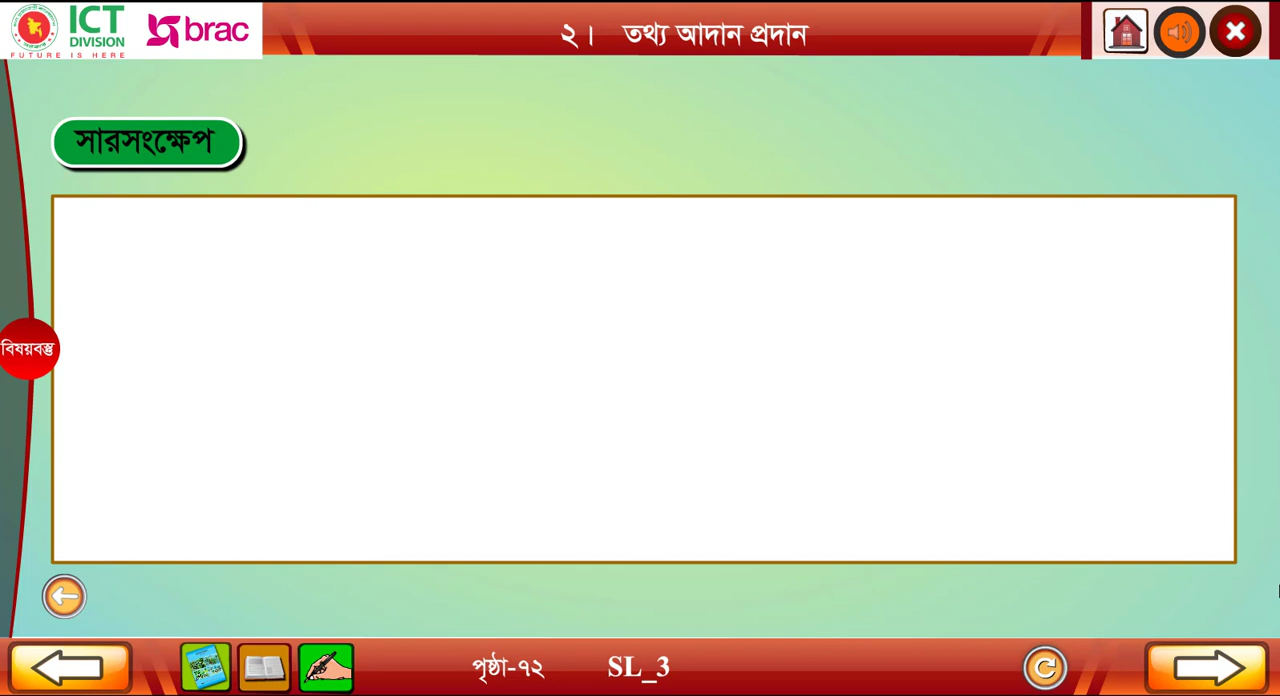 ICT
DIVISION
FUTURE IS HERE
brac
২। তথ্য আদান প্রদান
সারসংক্ষেপ
বিষয়বস্তু
পৃষ্ঠা-৭২ SL_3